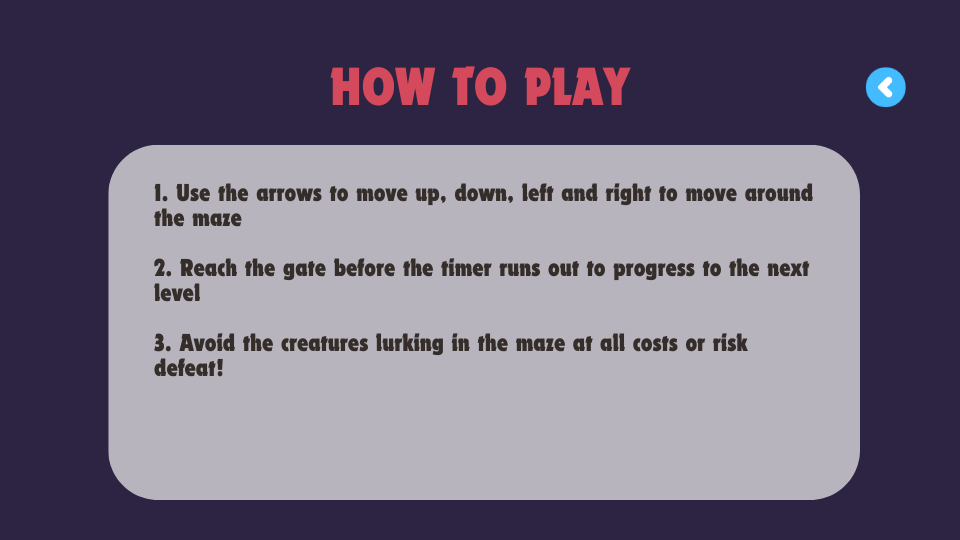 HOW TO PLAY
1. Use the arrows to move up, down, left and right to move around
the maze
2. Reach the gate before the timer runs out to progress to the next
level
3. Avoid the creatures lurking in the maze at all costs or risk
defeat!